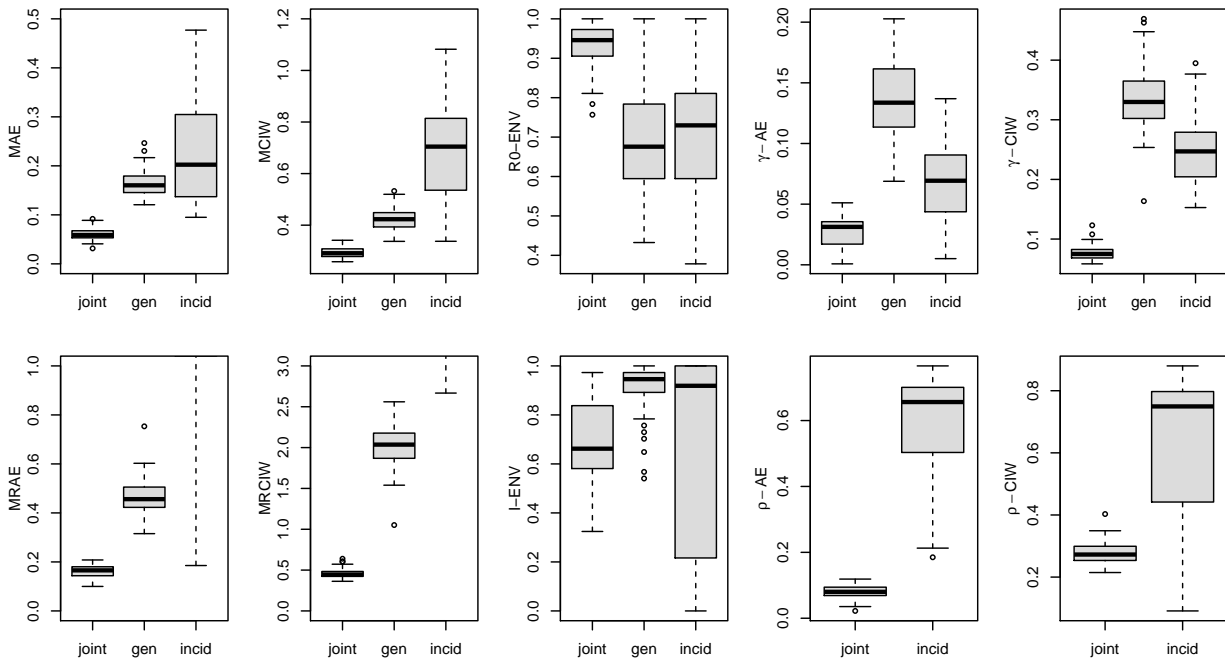 MAE
0.0 0.1 0.2 0.3 0.4 0.5
joint gen incid
MCIW
0.4 0.6 0.8 1.0 1.2
joint gen incid
R0−ENV
0.4 0.5 0.6 0.7 0.8 0.9 1.0
joint gen incid
γ−AE
0.00 0.05 0.10 0.15 0.20
joint gen incid
γ−CIW
0.1 0.2 0.3 0.4
joint gen incid
MRAE
0.0 0.2 0.4 0.6 0.8 1.0
joint gen incid
MRCIW
0.0 0.5 1.0 1.5 2.0 2.5 3.0
joint gen incid
I−ENV
0.0 0.2 0.4 0.6 0.8 1.0
joint gen incid
ρ−AE
0.0 0.2 0.4 0.6
joint incid
ρ−CIW
0.2 0.4 0.6 0.8
joint incid